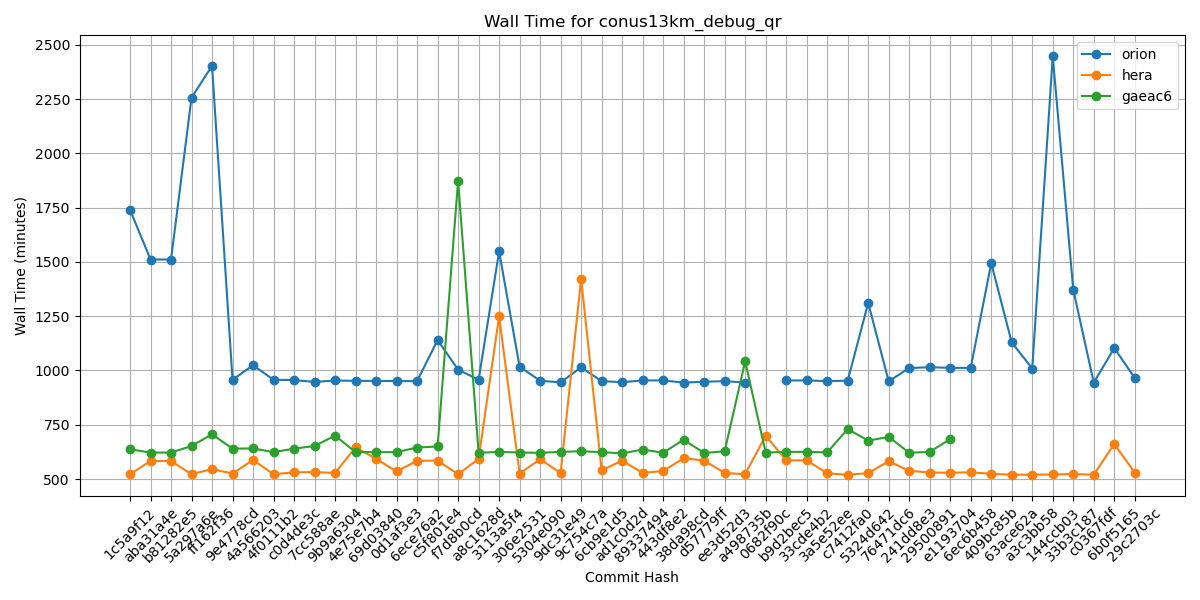 Wall Time for conus13km_debug_qr
orion
hera
gaeac6
Wall Time (minutes)
2500
2250
2000
1750
1500
1250
1000
750
500
1c5a9f12
aba31a4e
b81282e5
5a297a6e
ff162f36
9e4778cd
4a566203
4f0111b2
c0d4de3c
7cc588ae
9b9a6304
4e75e7b4
69d03840
0d1af3e3
6ece76a2
c5f801e4
f7d8b0cd
a8c1628d
3113a5f4
306e2531
5304e090
9dc31e49
9c754c7a
6cb9e1d5
ad1c0d2d
89337494
443df8e2
38da98cd
d57779ff
ee3d52d3
a498735b
0682f90c
b9d2bec5
33cde4b2
3a5e52ee
c7412fa0
5324d642
76471dc6
241dd8e3
29500891
e1193704
6ec6b458
409bc85b
63ace62a
a3c3bb58
144ccb03
33b3c187
c0367fdf
6b0f5165
29c2703c
Commit Hash